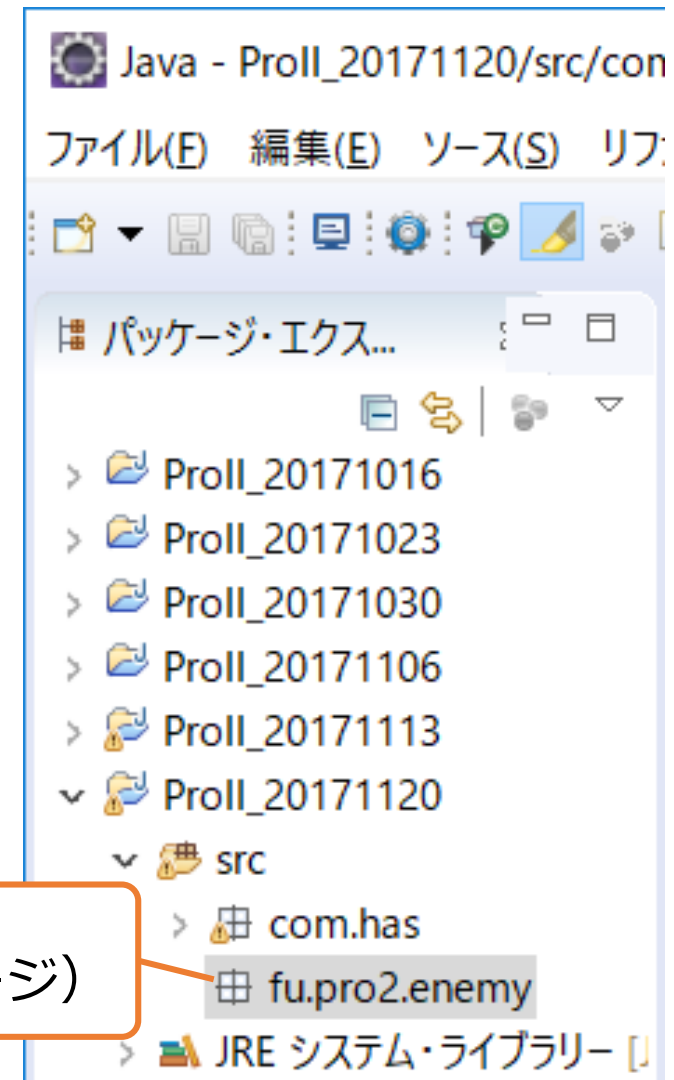 Java - ProII_20171120/src/com
ファイル(F) 編集(E) ソース(S) リフ
パッケージ・エクス...
ProII_20171016
ProII_20171023
ProII_20171030
ProII_20171106
ProII_20171113
ProII_20171120
src
com.has
ージ)
fu.pro2.enemy
JRE システム・ライブラリー [J